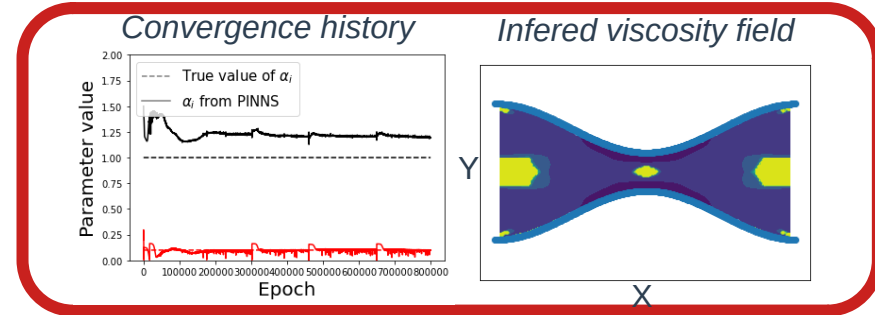 Convergence history
Infered viscosity field
2.00
1.75
1.50
1.25
1.00
0.75
0.50
0.25
0.00
Parameter value
True value of αᵢ
αᵢ from PINNS
0 100000 200000 300000 400000 500000 600000 700000 800000
Epoch
Y
X